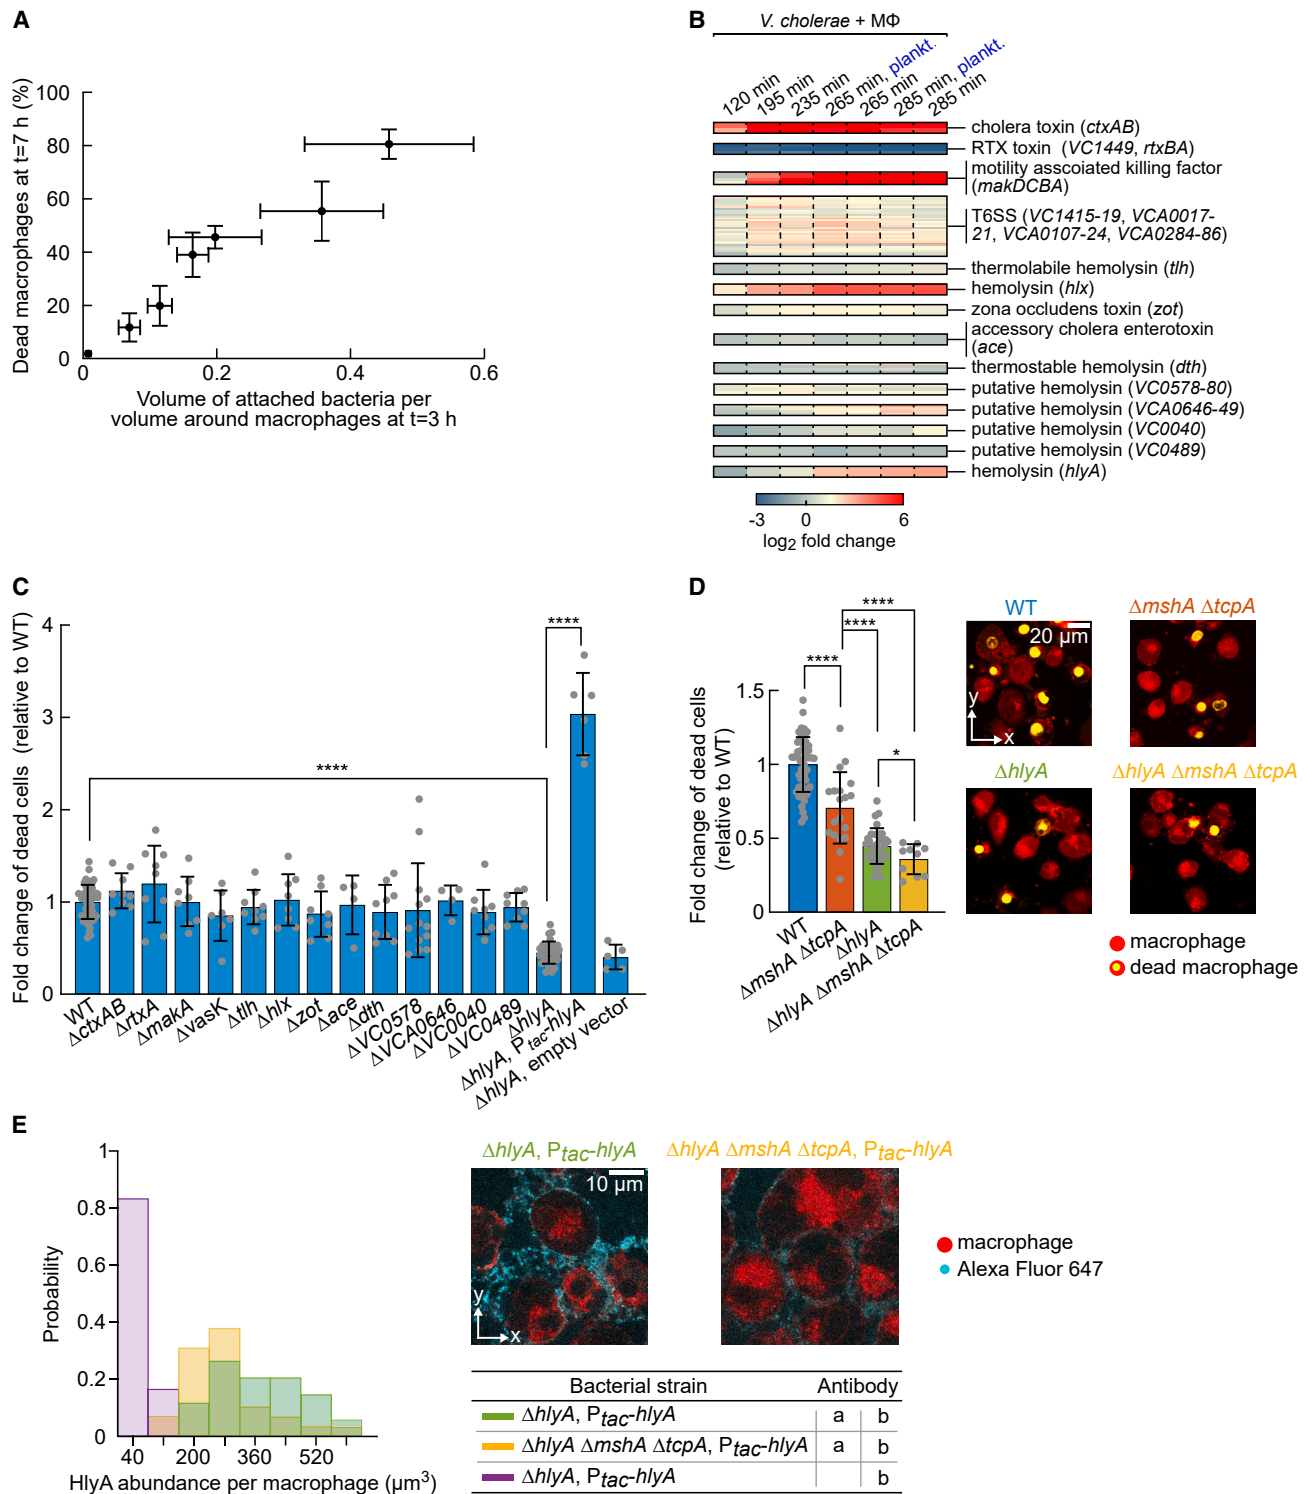 A
Dead macrophages at t=7 h (%)
100
80
60
40
20
0
0
0.2
0.4
0.6
Volume of attached bacteria per
volume around macrophages at t=3 h
B
V. cholerae + MΦ
120 min
195 min
235 min
265 min, plankt.
265 min
285 min, plankt.
285 min
cholera toxin (ctxAB)
RTX toxin (VC1449, rtxBA)
motility asscoiated killing factor
(makDCBA)
T6SS (VC1415-19, VCA0017-
21, VCA0107-24, VCA0284-86)
thermolabile hemolysin (tlh)
hemolysin (hlx)
zona occludens toxin (zot)
accessory cholera enterotoxin
(ace)
thermostable hemolysin (dth)
putative hemolysin (VC0578-80)
putative hemolysin (VCA0646-49)
putative hemolysin (VC0040)
putative hemolysin (VC0489)
hemolysin (hlyA)
-3 0 6
log2 fold change
C
Fold change of dead cells (relative to WT)
4
3
2
1
0
****
****
WT
ΔctxAB
ΔrtxA
ΔmakA
ΔvasK
Δtlh
Δhlx
Δzot
Δace
Δdth
ΔVC0578
ΔVCA0646
ΔVC0040
ΔVC0489
ΔhlyA
ΔhlyA, Ptac-hlyA
ΔhlyA, empty vector
D
Fold change of dead cells
(relative to WT)
1.5
1
0.5
0
****
****
****
*
WT
ΔmshA ΔtcpA
ΔhlyA
ΔhlyA ΔmshA ΔtcpA
WT
20 µm
y
x
ΔmshA ΔtcpA
ΔhlyA
ΔhlyA ΔmshA ΔtcpA
macrophage
dead macrophage
E
Probability
1
0.8
0.6
0.4
0.2
0
40 200 360 520
HlyA abundance per macrophage (µm3)
ΔhlyA, Ptac-hlyA
10 µm
y
x
ΔhlyA ΔmshA ΔtcpA, Ptac-hlyA
macrophage
Alexa Fluor 647
Bacterial strain Antibody
ΔhlyA, Ptac-hlyA a b
ΔhlyA ΔmshA ΔtcpA, Ptac-hlyA a b
ΔhlyA, Ptac-hlyA b